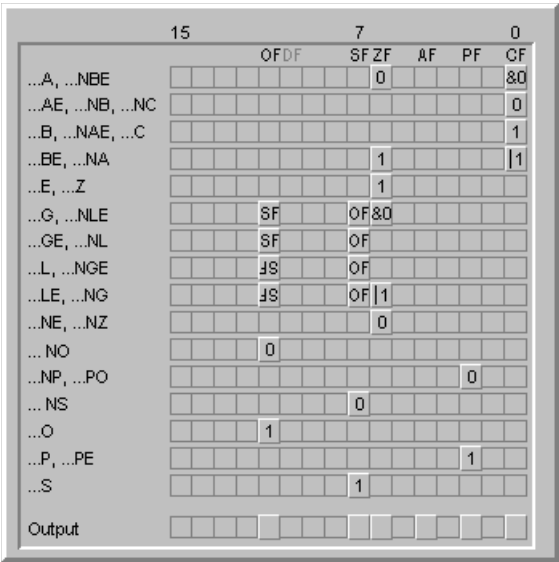 15 7 0
OF DF SF ZF AF PF CF
...A, ...NBE 0 &0
...AE, ...NB, ...NC 0
...B, ...NAE, ...C 1
...BE, ...NA 1 |1
...E, ...Z 1
...G, ...NLE SF OF &0
...GE, ...NL SF OF
...L, ...NGE SF OF
...LE, ...NG SF OF |1
...NE, ...NZ 0
... NO 0
...NP, ...PO 0
... NS 0
...O 1
...P, ...PE 1
...S 1
Output